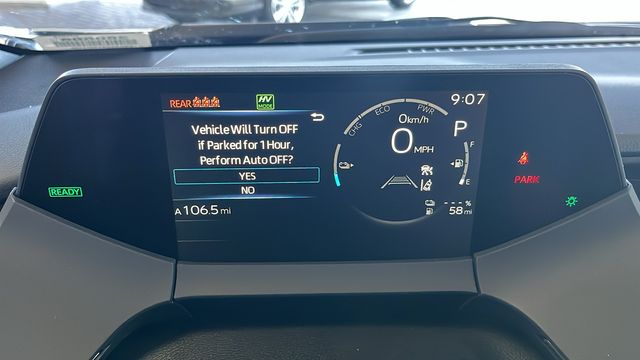 REAR
HV
MODE
9:07
Vehicle Will Turn OFF
if Parked for 1 Hour,
Perform Auto OFF?
YES
NO
A 106.5 mi
CHG
ECO
PWR
0km/h
0 MPH
P
F
E
--- %
58 mi
READY
PARK